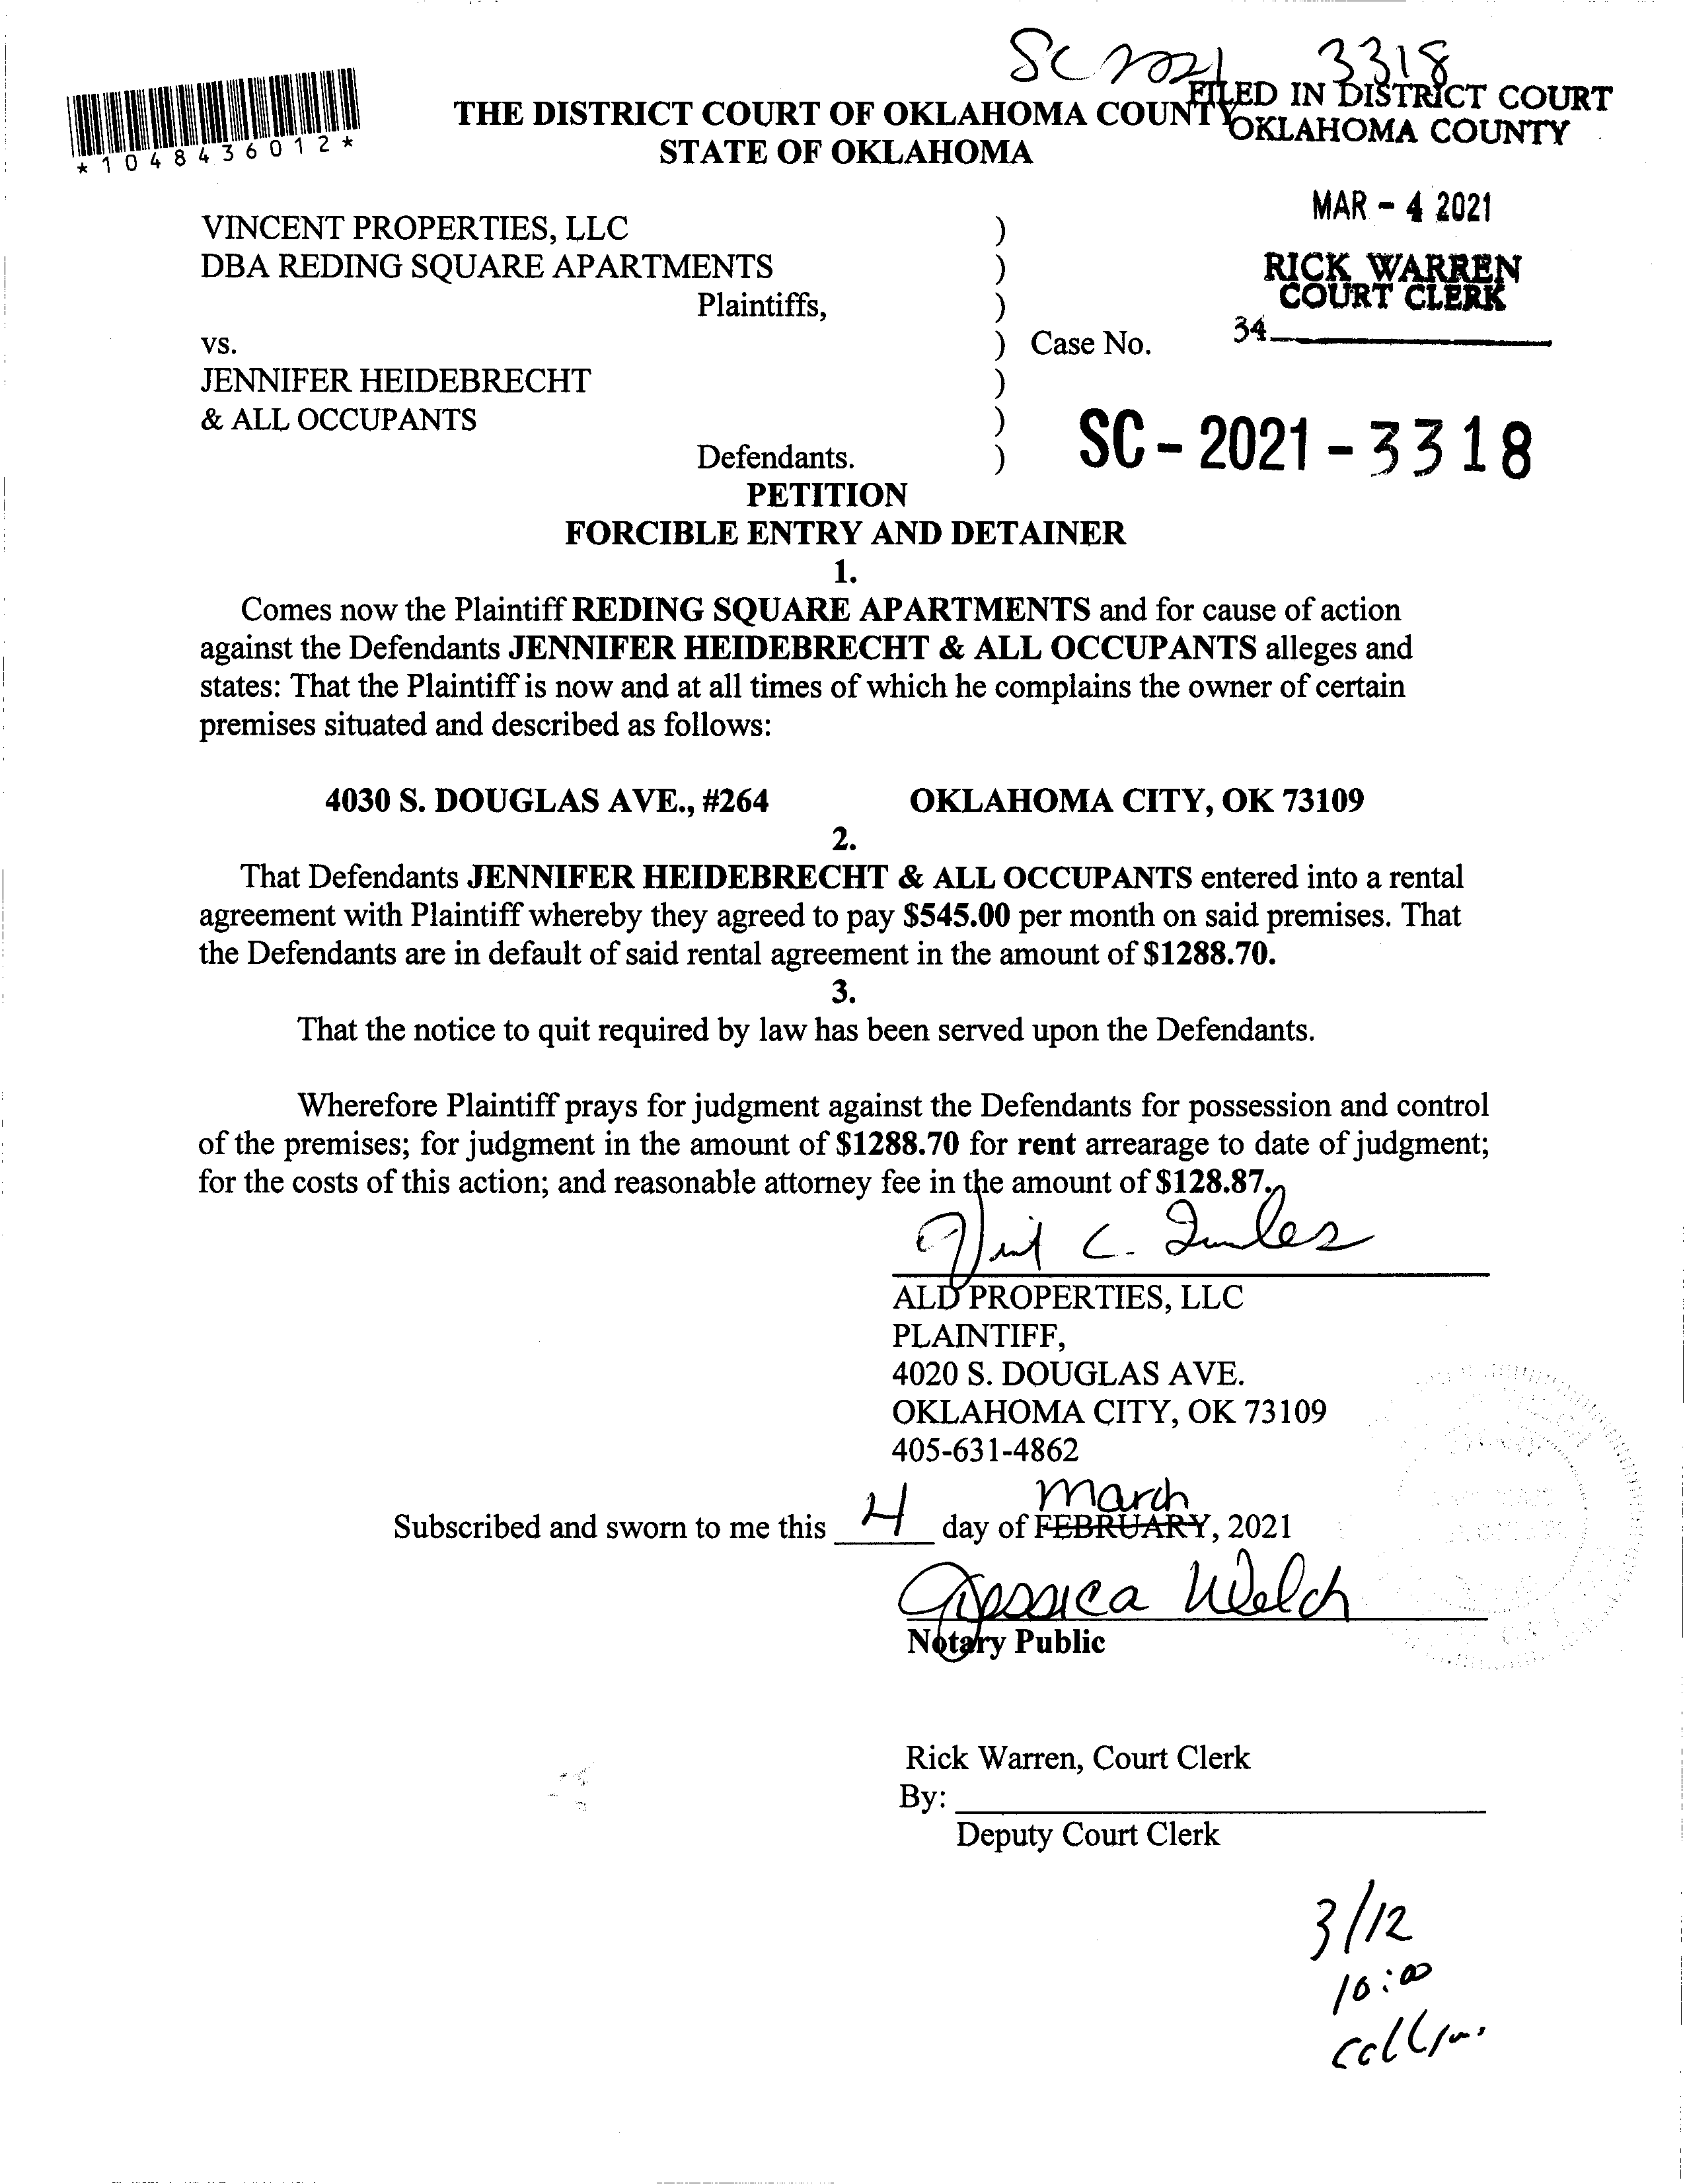 SC 2021 3318
*1048436012*
THE DISTRICT COURT OF OKLAHOMA COUNTY
STATE OF OKLAHOMA
FILED IN DISTRICT COURT
OKLAHOMA COUNTY
MAR - 4 2021
RICK WARREN
COURT CLERK
34
VINCENT PROPERTIES, LLC )
DBA REDING SQUARE APARTMENTS )
Plaintiffs, )
vs. ) Case No.
JENNIFER HEIDEBRECHT )
& ALL OCCUPANTS )
Defendants. )
SC - 2021 - 3318
PETITION
FORCIBLE ENTRY AND DETAINER
1.
Comes now the Plaintiff REDING SQUARE APARTMENTS and for cause of action
against the Defendants JENNIFER HEIDEBRECHT & ALL OCCUPANTS alleges and
states: That the Plaintiff is now and at all times of which he complains the owner of certain
premises situated and described as follows:
4030 S. DOUGLAS AVE., #264 OKLAHOMA CITY, OK 73109
2.
That Defendants JENNIFER HEIDEBRECHT & ALL OCCUPANTS entered into a rental
agreement with Plaintiff whereby they agreed to pay $545.00 per month on said premises. That
the Defendants are in default of said rental agreement in the amount of $1288.70.
3.
That the notice to quit required by law has been served upon the Defendants.
Wherefore Plaintiff prays for judgment against the Defendants for possession and control
of the premises; for judgment in the amount of $1288.70 for rent arrearage to date of judgment;
for the costs of this action; and reasonable attorney fee in the amount of $128.87.
C.
ALD PROPERTIES, LLC
PLAINTIFF,
4020 S. DOUGLAS AVE.
OKLAHOMA CITY, OK 73109
405-631-4862
March
Subscribed and sworn to me this 4 day of FEBRUARY, 2021
Jessica Welch
Notary Public
Rick Warren, Court Clerk
By:
Deputy Court Clerk
3/12
10:00